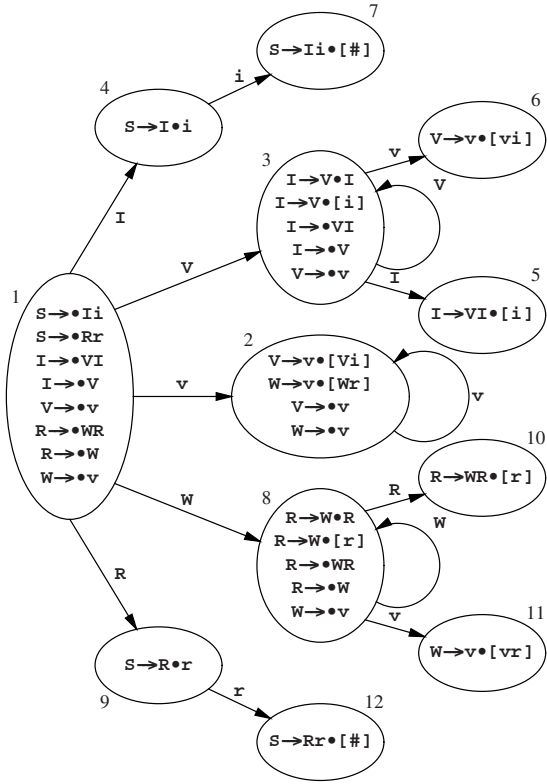 7
S→Ii•[#]
i
4
S→I•i
I
6
V→v•[vi]
v
3
I→V•I
I→V•[i]
I→•VI
I→•V
V→•v
V
I
5
I→VI•[i]
V
1
S→•Ii
S→•Rr
I→•VI
I→•V
V→•v
R→•WR
R→•W
W→•v
v
2
V→v•[Vi]
W→v•[Wr]
V→•v
W→•v
v
W
10
R→WR•[r]
R
8
R→W•R
R→W•[r]
R→•WR
R→•W
W→•v
W
v
11
W→v•[vr]
R
S→R•r
9
r
12
S→Rr•[#]